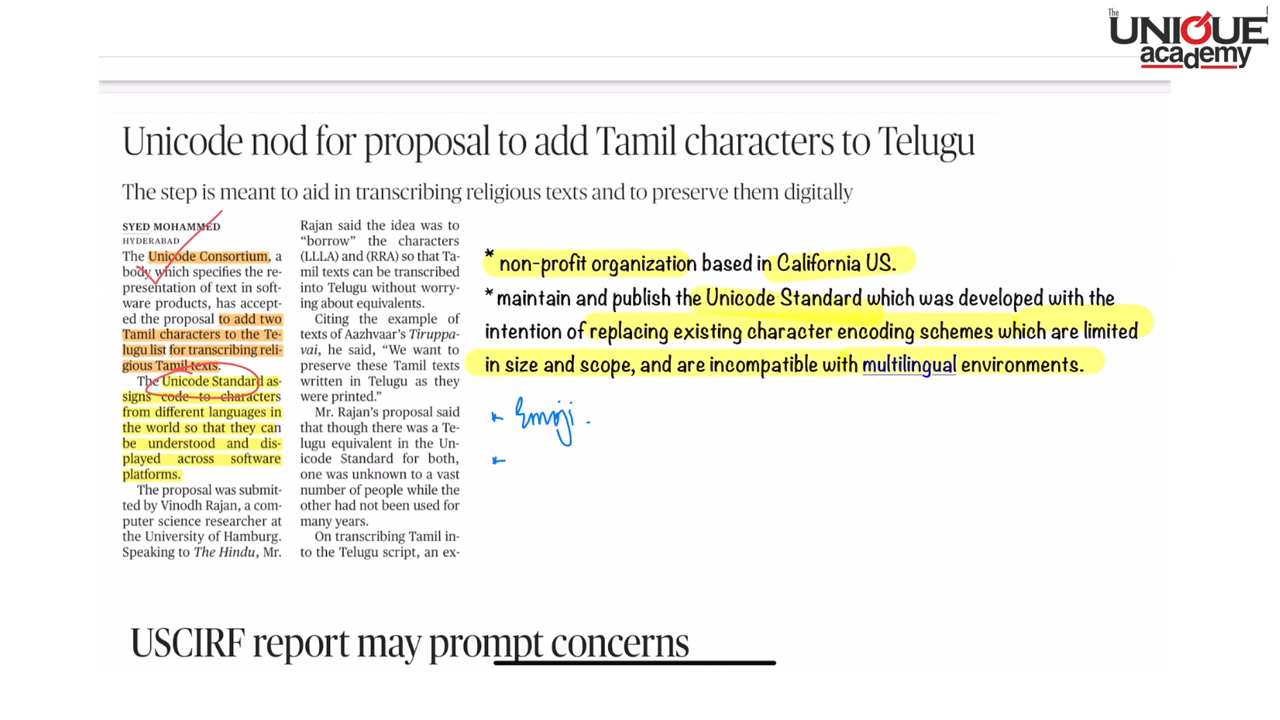 The
UNIQUE
academy
Unicode nod for proposal to add Tamil characters to Telugu
The step is meant to aid in transcribing religious texts and to preserve them digitally
SYED MOHAMMED
HYDERABAD
The Unicode Consortium, a
body which specifies the re-
presentation of text in soft-
ware products, has accept-
ed the proposal to add two
Tamil characters to the Te-
lugu list for transcribing reli-
gious Tamil texts.
The Unicode Standard as-
signs code to characters
from different languages in
the world so that they can
be understood and dis-
played across software
platforms.
The proposal was submit-
ted by Vinodh Rajan, a com-
puter science researcher at
the University of Hamburg.
Speaking to The Hindu, Mr.
Rajan said the idea was to
“borrow” the characters
(LLLA) and (RRA) so that Ta-
mil texts can be transcribed
into Telugu without worry-
ing about equivalents.
Citing the example of
texts of Aazhvaar’s Tiruppa-
vai, he said, “We want to
preserve these Tamil texts
written in Telugu as they
were printed.”
Mr. Rajan’s proposal said
that though there was a Te-
lugu equivalent in the Un-
icode Standard for both,
one was unknown to a vast
number of people while the
other had not been used for
many years.
On transcribing Tamil in-
to the Telugu script, an ex-
* non-profit organization based in California US.
* maintain and publish the Unicode Standard which was developed with the
intention of replacing existing character encoding schemes which are limited
in size and scope, and are incompatible with multilingual environments.
* Emoji.
*
USCIRF report may prompt concerns